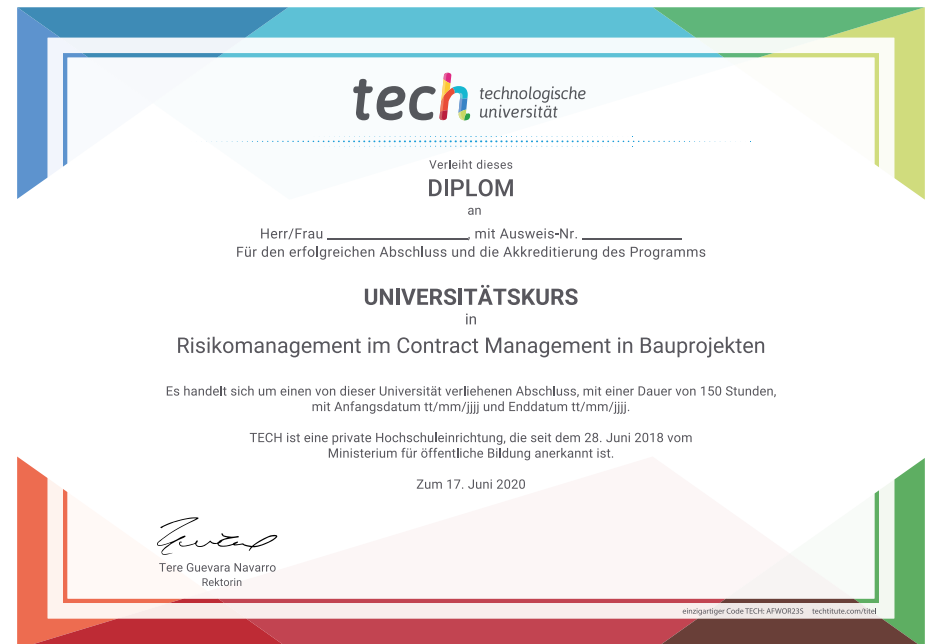 tech technologische
universität
Verleiht dieses
DIPLOM
an
Herr/Frau ____________________, mit Ausweis-Nr. ______________
Für den erfolgreichen Abschluss und die Akkreditierung des Programms
UNIVERSITÄTSKURS
in
Risikomanagement im Contract Management in Bauprojekten
Es handelt sich um einen von dieser Universität verliehenen Abschluss, mit einer Dauer von 150 Stunden,
mit Anfangsdatum tt/mm/jjjj und Enddatum tt/mm/jjjj.
TECH ist eine private Hochschuleinrichtung, die seit dem 28. Juni 2018 vom
Ministerium für öffentliche Bildung anerkannt ist.
Zum 17. Juni 2020
Tere Guevara Navarro
Rektorin
einzigartiger Code TECH: AFWOR23S techtitute.com/titel